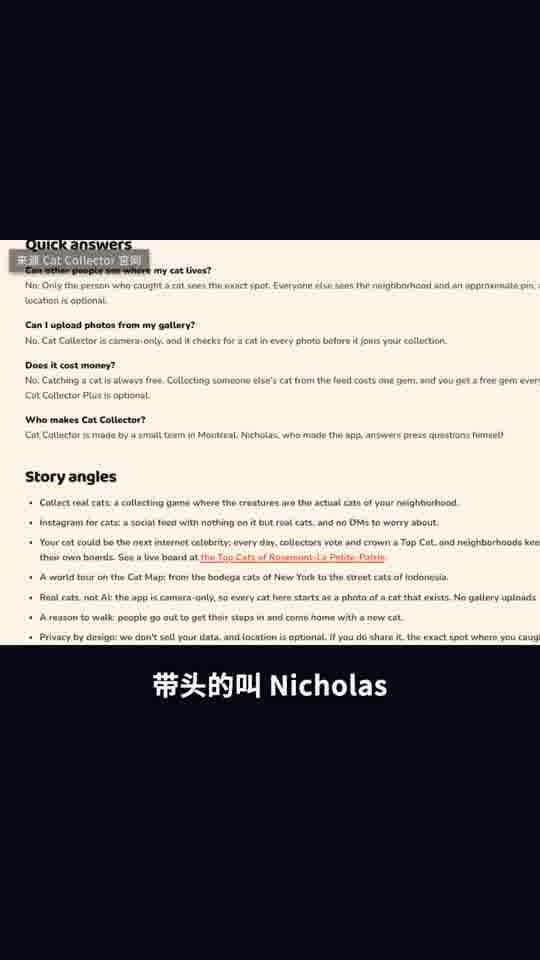 Quick answers
来源 Cat Collector 官网
Can other people see where my cat lives?
No. Only the person who caught a cat sees the exact spot. Everyone else sees the neighborhood and an approximate pin,
location is optional.
Can I upload photos from my gallery?
No. Cat Collector is camera-only, and it checks for a cat in every photo before it joins your collection.
Does it cost money?
No. Catching a cat is always free. Collecting someone else's cat from the feed costs one gem, and you get a free gem
Cat Collector Plus is optional.
Who makes Cat Collector?
Cat Collector is made by a small team in Montreal. Nicholas, who made the app, answers press questions himself.
Story angles
• Collect real cats: a collecting game where the creatures are the actual cats of your neighborhood.
• Instagram for cats: a social feed with nothing on it but real cats, and no DMs to worry about.
• Your cat could be the next internet celebrity: every day, collectors vote and crown a Top Cat, and neighborhoods
their own boards. See a live board at the Top Cats of Rosemont-La Petite-Patrie.
• A world tour on the Cat Map: from the bodega cats of New York to the street cats of Indonesia.
• Real cats, not AI: the app is camera-only, so every cat here starts as a photo of a cat that exists. No gallery uploads
• A reason to walk: people go out to get their steps in and come home with a new cat.
• Privacy by design: we don't sell your data, and location is optional. If you do share it, the exact spot where you
带头的叫 Nicholas